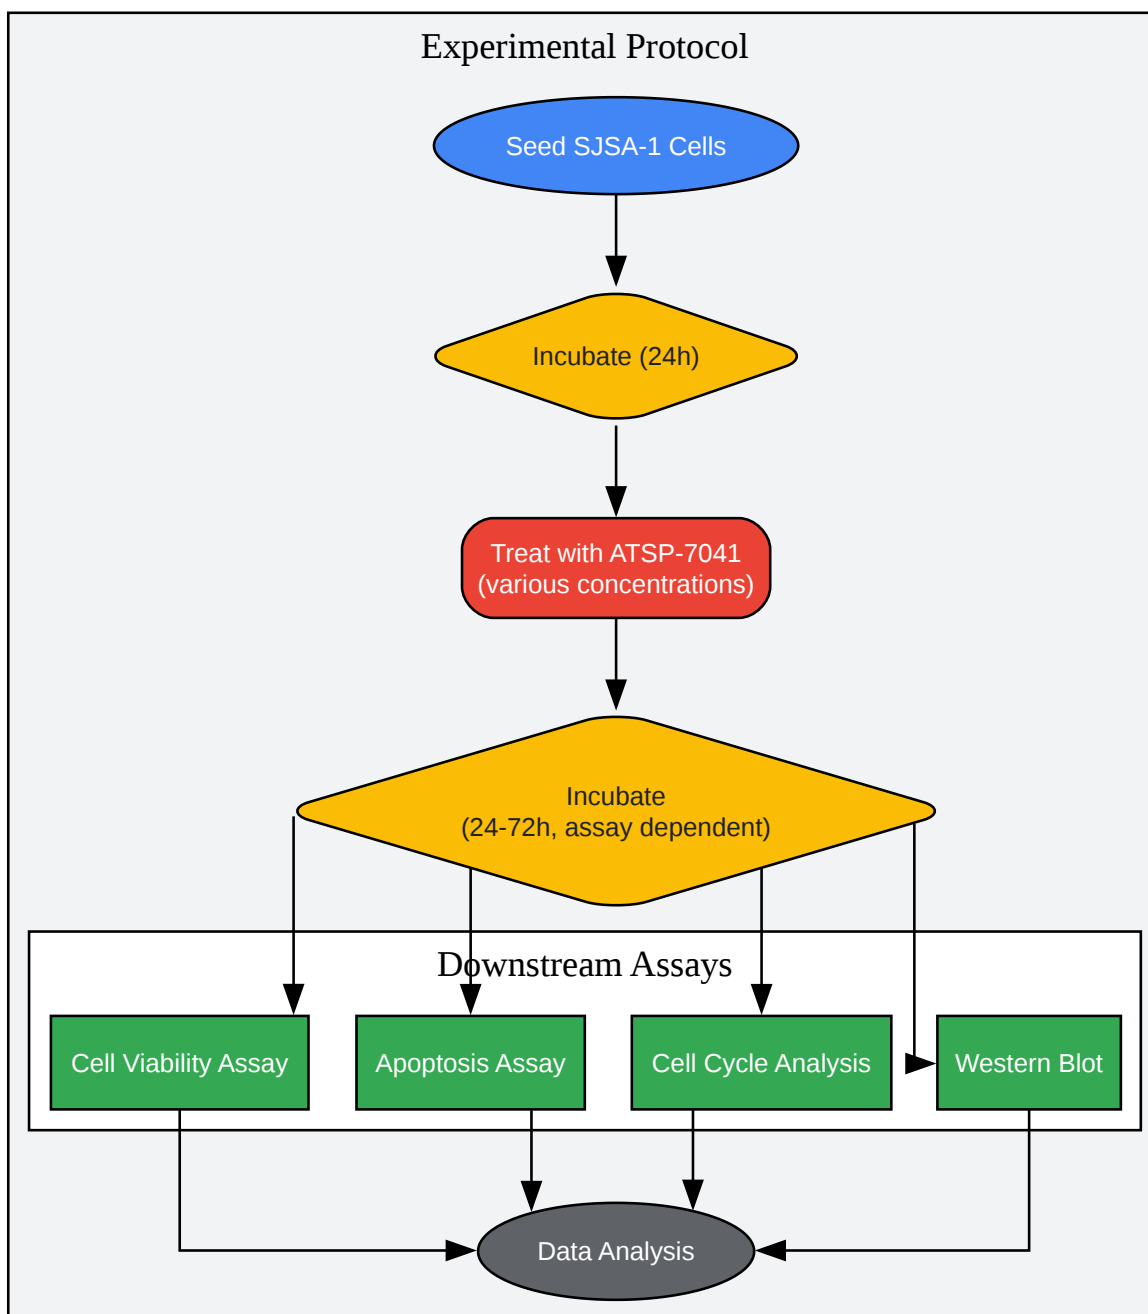 Experimental Protocol
Seed SJSA-1 Cells
Incubate (24h)
Treat with ATSP-7041
(various concentrations)
Incubate
(24-72h, assay dependent)
Downstream Assays
Cell Viability Assay
Apoptosis Assay
Cell Cycle Analysis
Western Blot
Data Analysis